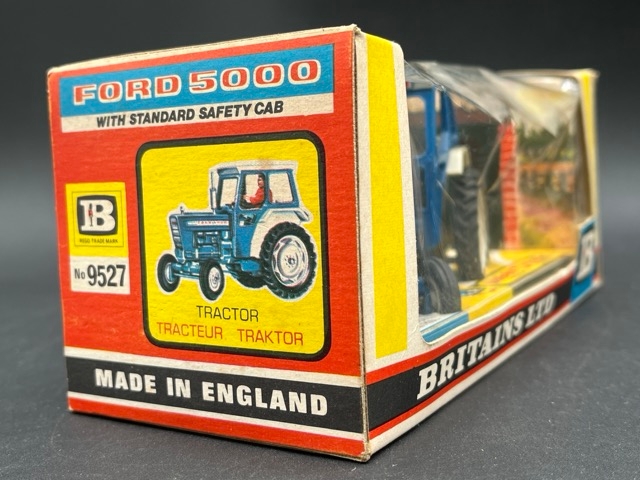 FORD 5000
WITH STANDARD SAFETY CAB
B
REGD TRADE MARK
No 9527
TRACTOR
TRACTEUR TRAKTOR
MADE IN ENGLAND
BRITAINS LTD
B